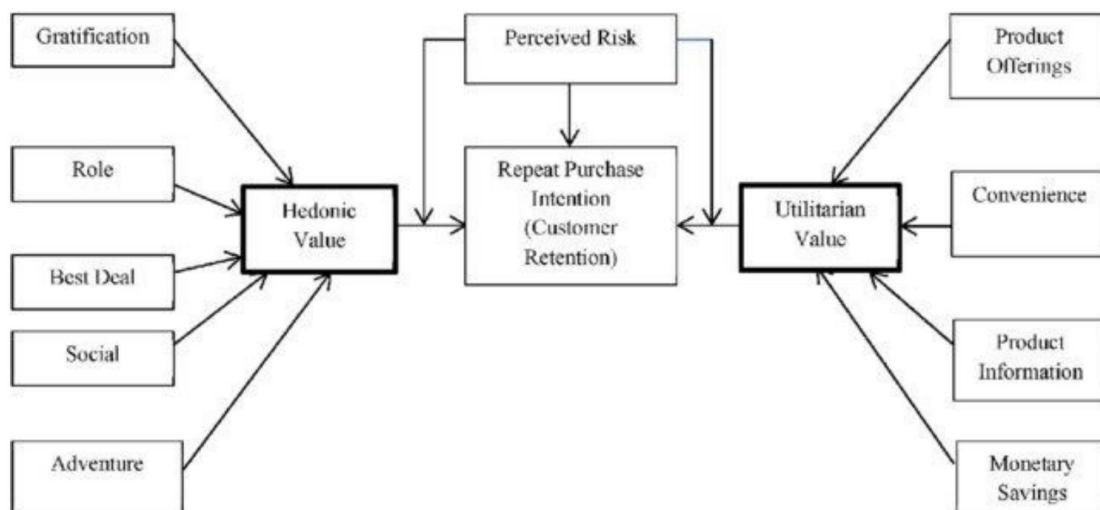 Gratification
Role
Best Deal
Social
Adventure
Hedonic
Value
Perceived Risk
Repeat Purchase
Intention
(Customer
Retention)
Utilitarian
Value
Product
Offerings
Convenience
Product
Information
Monetary
Savings